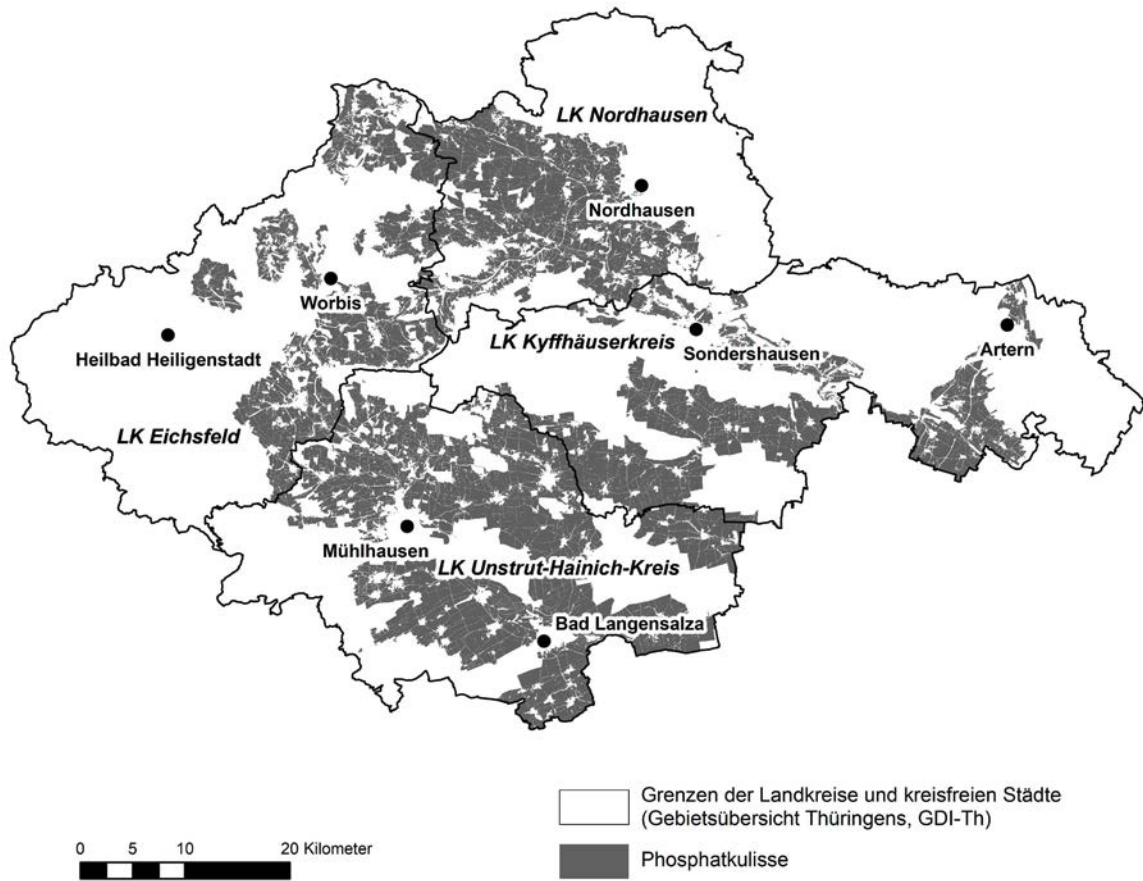 LK Nordhausen
Nordhausen
Worbis
Heilbad Heiligenstadt
LK Kyffhäuserkreis
Sondershausen
Artern
LK Eichsfeld
Mühlhausen
LK Unstrut-Hainich-Kreis
Bad Langensalza
Grenzen der Landkreise und kreisfreien Städte
(Gebietsübersicht Thüringens, GDI-Th)
Phosphatkulisse
0 5 10 20 Kilometer